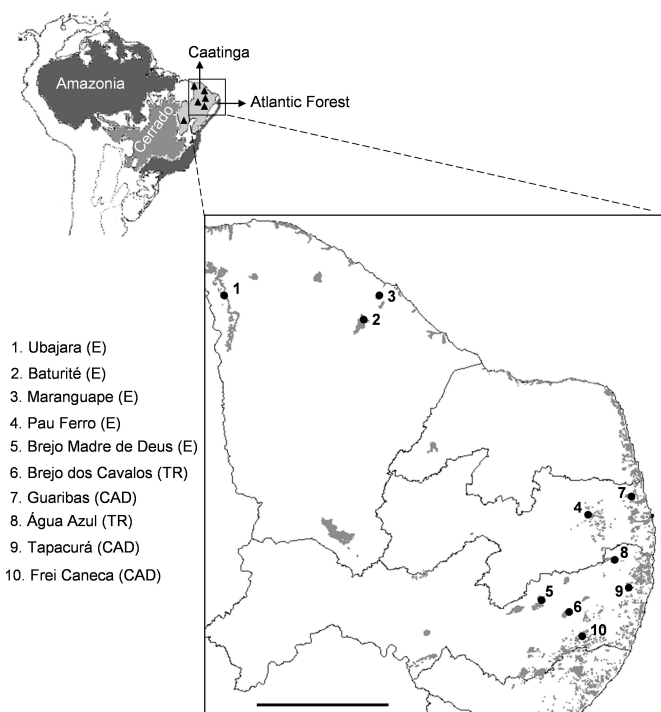 Caatinga
Amazonia
Atlantic Forest
Cerrado
1
3
2
1. Ubajara (E)
2. Baturité (E)
3. Maranguape (E)
4. Pau Ferro (E)
5. Brejo Madre de Deus (E)
6. Brejo dos Cavalos (TR)
7. Guaribas (CAD)
8. Água Azul (TR)
9. Tapacurá (CAD)
10. Frei Caneca (CAD)
7
4
8
5
9
6
10